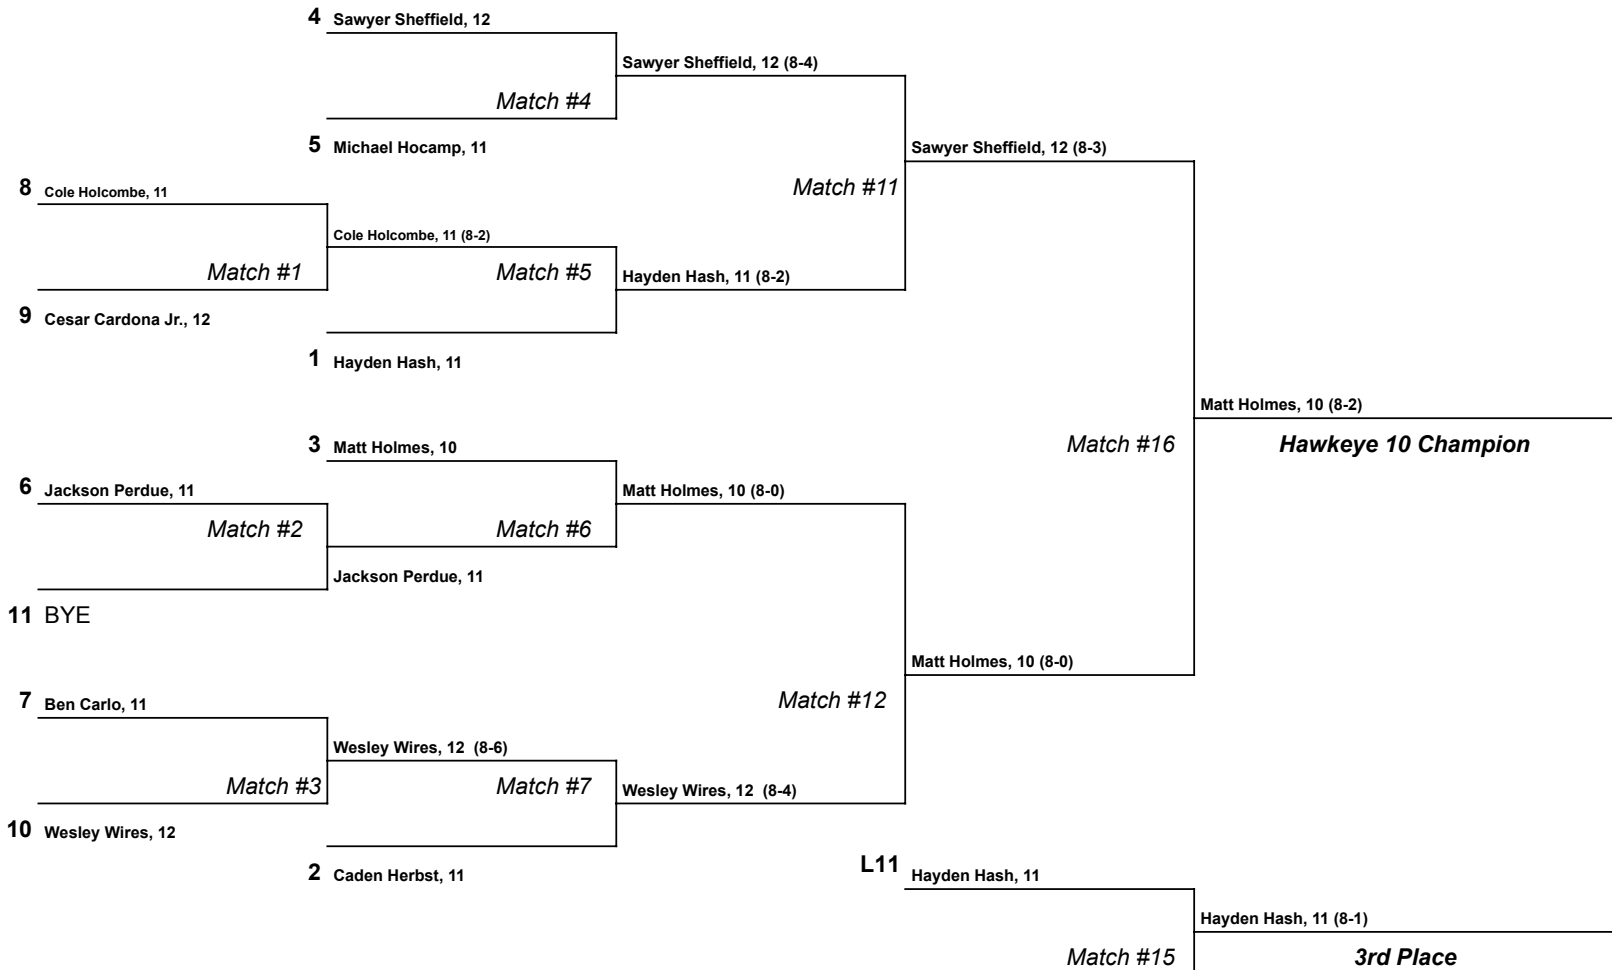 4 Sawyer Sheffield, 12
Sawyer Sheffield, 12 (8-4)
Match #4
5 Michael Hocamp, 11
Sawyer Sheffield, 12 (8-3)
8 Cole Holcombe, 11
Match #11
Cole Holcombe, 11 (8-2)
Match #1
Match #5
Hayden Hash, 11 (8-2)
9 Cesar Cardona Jr., 12
1 Hayden Hash, 11
Matt Holmes, 10 (8-2)
3 Matt Holmes, 10
Match #16
Hawkeye 10 Champion
6 Jackson Perdue, 11
Matt Holmes, 10 (8-0)
Match #2
Match #6
Jackson Perdue, 11
11 BYE
Matt Holmes, 10 (8-0)
7 Ben Carlo, 11
Match #12
Wesley Wires, 12 (8-6)
Match #3
Match #7
Wesley Wires, 12 (8-4)
10 Wesley Wires, 12
2 Caden Herbst, 11
L11 Hayden Hash, 11
Hayden Hash, 11 (8-1)
Match #15
3rd Place